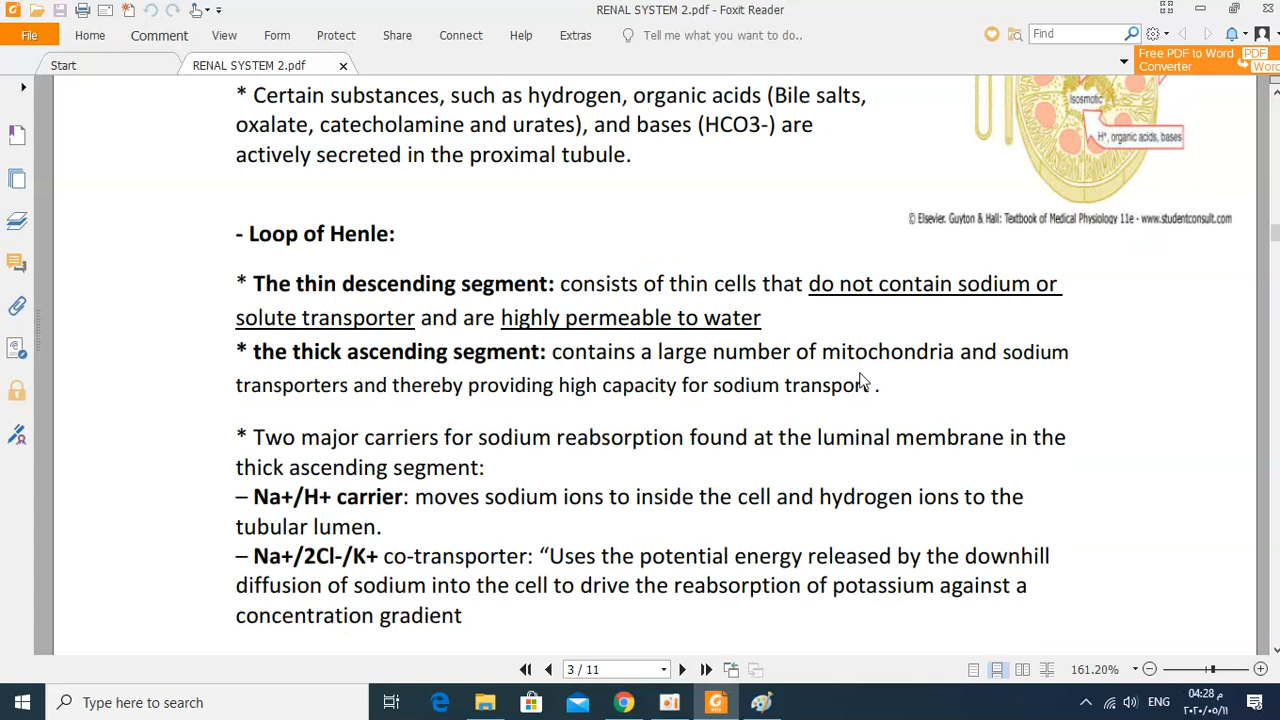 RENAL SYSTEM 2.pdf - Foxit Reader
File Home Comment View Form Protect Share Connect Help Extras Tell me what you want to do.. Find
Free PDF to Word Converter PDF Word
Start RENAL SYSTEM 2.pdf
* Certain substances, such as hydrogen, organic acids (Bile salts,
oxalate, catecholamine and urates), and bases (HCO3-) are
actively secreted in the proximal tubule.
Isosmotic
H+, organic acids, bases
© Elsevier. Guyton & Hall: Textbook of Medical Physiology 11e - www.studentconsult.com
- Loop of Henle:
* The thin descending segment: consists of thin cells that do not contain sodium or
solute transporter and are highly permeable to water
* the thick ascending segment: contains a large number of mitochondria and sodium
transporters and thereby providing high capacity for sodium transport .
* Two major carriers for sodium reabsorption found at the luminal membrane in the
thick ascending segment:
– Na+/H+ carrier: moves sodium ions to inside the cell and hydrogen ions to the
tubular lumen.
– Na+/2Cl-/K+ co-transporter: “Uses the potential energy released by the downhill
diffusion of sodium into the cell to drive the reabsorption of potassium against a
concentration gradient
3 / 11 161.20%
Type here to search ENG 04:28 م
٢٠٢٠/٠٥/١١